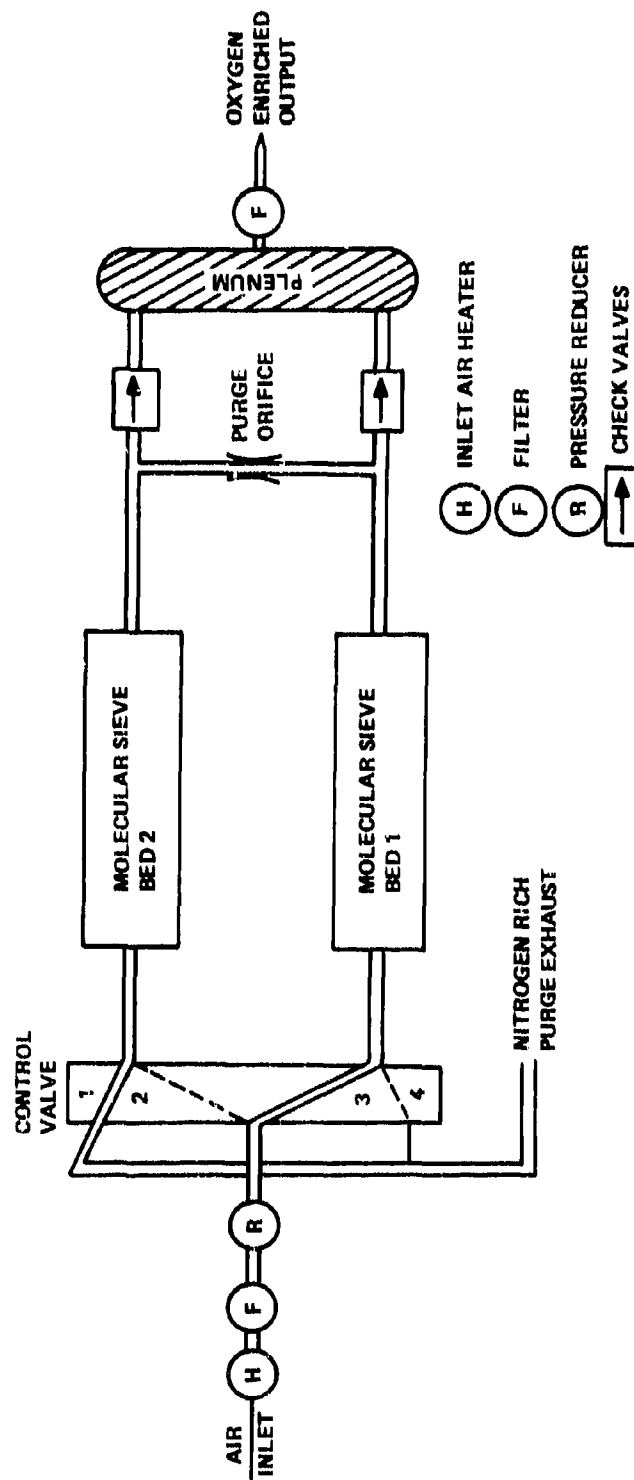 CONTROL
VALVE
1
2
3
4
AIR
INLET
H
F
R
MOLECULAR SIEVE
BED 2
MOLECULAR SIEVE
BED 1
NITROGEN RICH
PURGE EXHAUST
PURGE
ORIFICE
PLENUM
F
OXYGEN
ENRICHED
OUTPUT
H INLET AIR HEATER
F FILTER
R PRESSURE REDUCER
CHECK VALVES